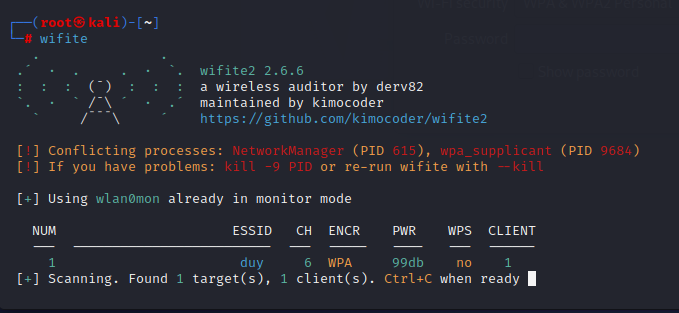 (root㉿kali)-[~]
# wifite
wifite2 2.6.6
a wireless auditor by derv82
maintained by kimocoder
https://github.com/kimocoder/wifite2
[!] Conflicting processes: NetworkManager (PID 615), wpa_supplicant (PID 9684)
[!] If you have problems: kill -9 PID or re-run wifite with --kill
[+] Using wlan0mon already in monitor mode
NUM ESSID CH ENCR PWR WPS CLIENT
1 duy 6 WPA 99db no 1
[+] Scanning. Found 1 target(s), 1 client(s). Ctrl+C when ready